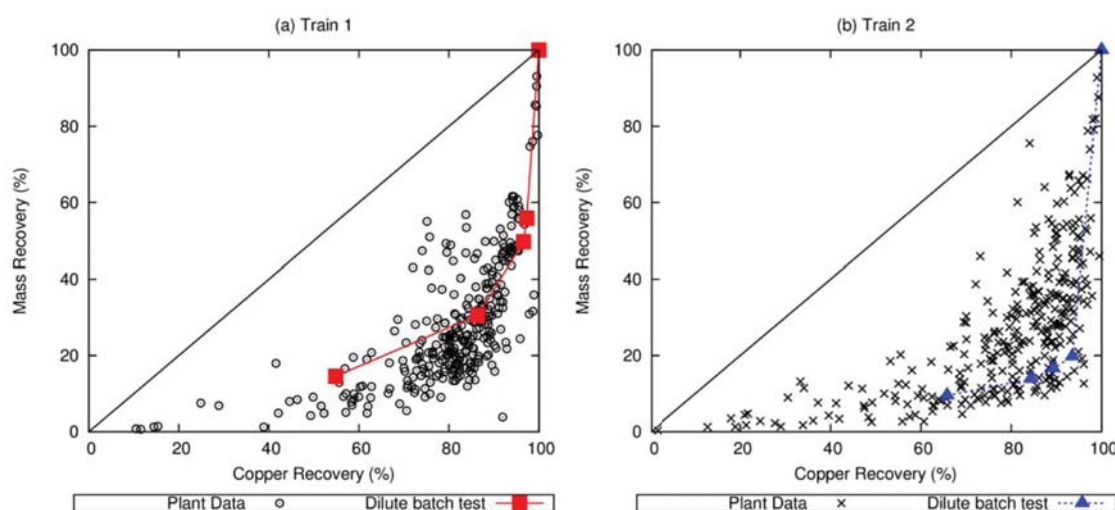 (a) Train 1
100
80
60
40
20
0
Mass Recovery (%)
0 20 40 60 80 100
Copper Recovery (%)
Plant Data
Dilute batch test
(b) Train 2
100
80
60
40
20
0
Mass Recovery (%)
0 20 40 60 80 100
Copper Recovery (%)
Plant Data
Dilute batch test